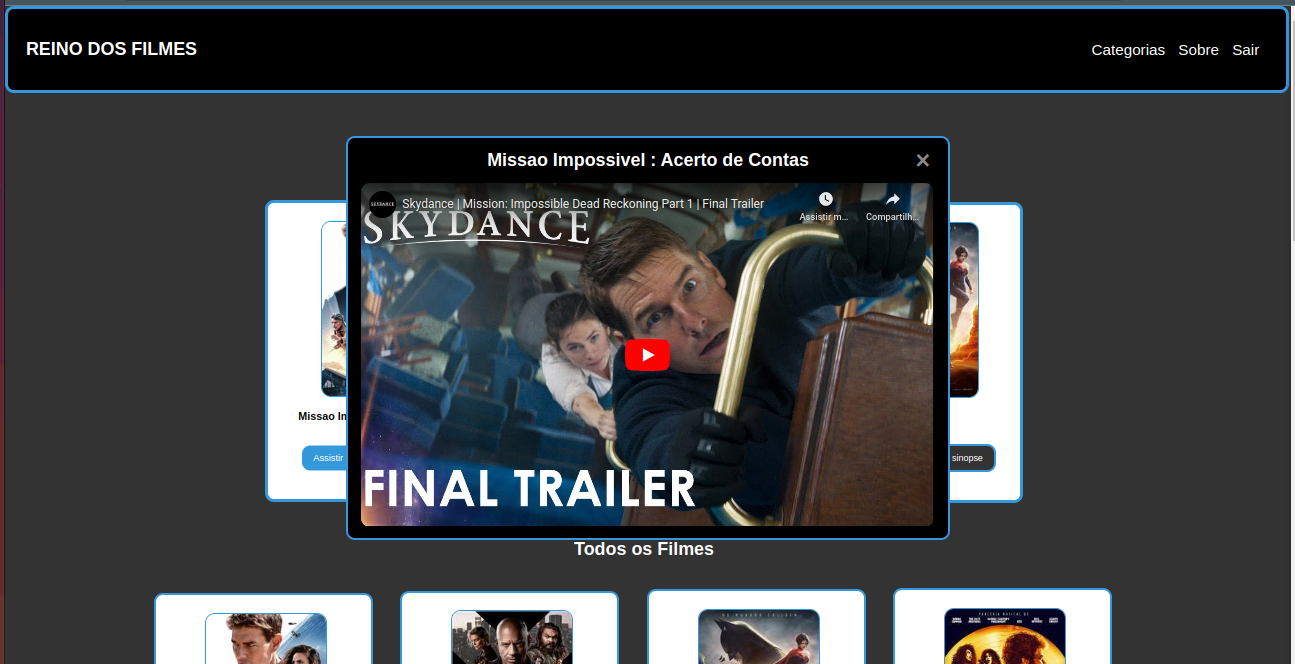 REINO DOS FILMES
Categorias Sobre Sair
Missao Impossivel : Acerto de Contas ×
SKYDANCE Skydance | Mission: Impossible Dead Reckoning Part 1 | Final Trailer
Assistir m... Compartilh...
SKYDANCE
FINAL TRAILER
Missao In
Assistir
sinopse
Todos os Filmes